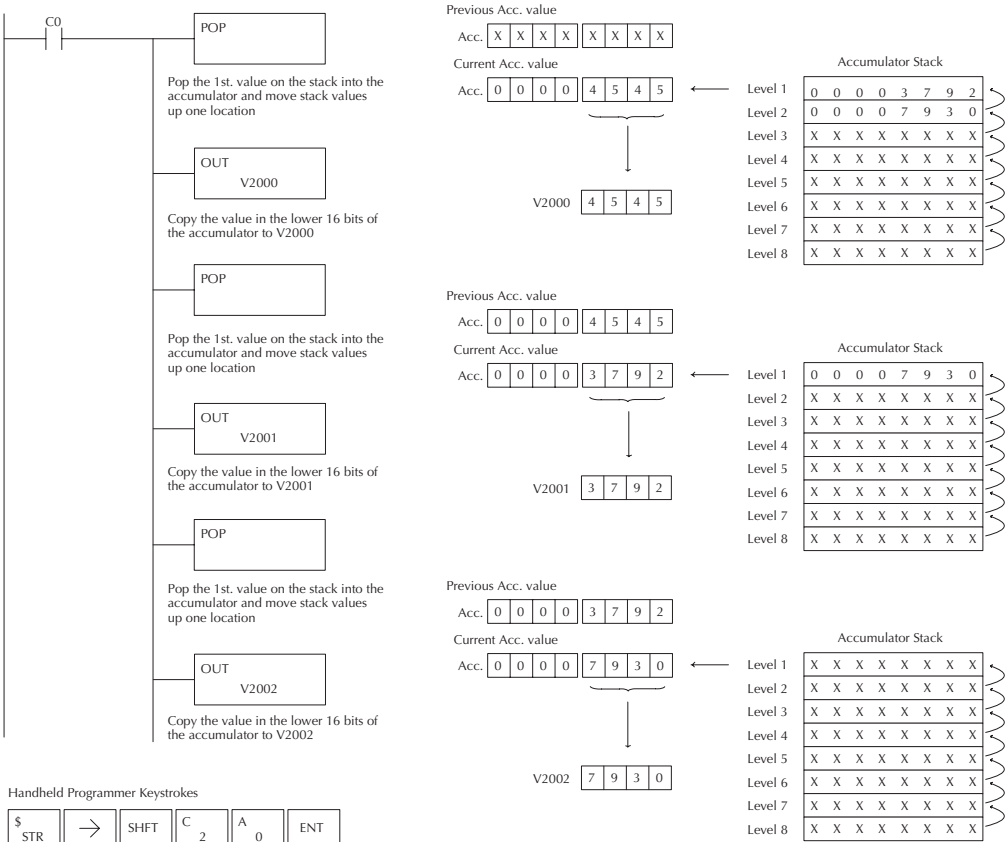 C0
POP
Pop the 1st. value on the stack into the
accumulator and move stack values
up one location
OUT
V2000
Copy the value in the lower 16 bits of
the accumulator to V2000
POP
Pop the 1st. value on the stack into the
accumulator and move stack values
up one location
OUT
V2001
Copy the value in the lower 16 bits of
the accumulator to V2001
POP
Pop the 1st. value on the stack into the
accumulator and move stack values
up one location
OUT
V2002
Copy the value in the lower 16 bits of
the accumulator to V2002
Previous Acc. value
Acc. X X X X X X X X
Current Acc. value
Acc. 0 0 0 0 4 5 4 5
V2000 4 5 4 5
Accumulator Stack
Level 1 0 0 0 0 3 7 9 2
Level 2 0 0 0 0 7 9 3 0
Level 3 X X X X X X X X
Level 4 X X X X X X X X
Level 5 X X X X X X X X
Level 6 X X X X X X X X
Level 7 X X X X X X X X
Level 8 X X X X X X X X
Previous Acc. value
Acc. 0 0 0 0 4 5 4 5
Current Acc. value
Acc. 0 0 0 0 3 7 9 2
V2001 3 7 9 2
Accumulator Stack
Level 1 0 0 0 0 7 9 3 0
Level 2 X X X X X X X X
Level 3 X X X X X X X X
Level 4 X X X X X X X X
Level 5 X X X X X X X X
Level 6 X X X X X X X X
Level 7 X X X X X X X X
Level 8 X X X X X X X X
Previous Acc. value
Acc. 0 0 0 0 3 7 9 2
Current Acc. value
Acc. 0 0 0 0 7 9 3 0
V2002 7 9 3 0
Accumulator Stack
Level 1 X X X X X X X X
Level 2 X X X X X X X X
Level 3 X X X X X X X X
Level 4 X X X X X X X X
Level 5 X X X X X X X X
Level 6 X X X X X X X X
Level 7 X X X X X X X X
Level 8 X X X X X X X X
Handheld Programmer Keystrokes
$ STR → SHFT C 2 A 0 ENT